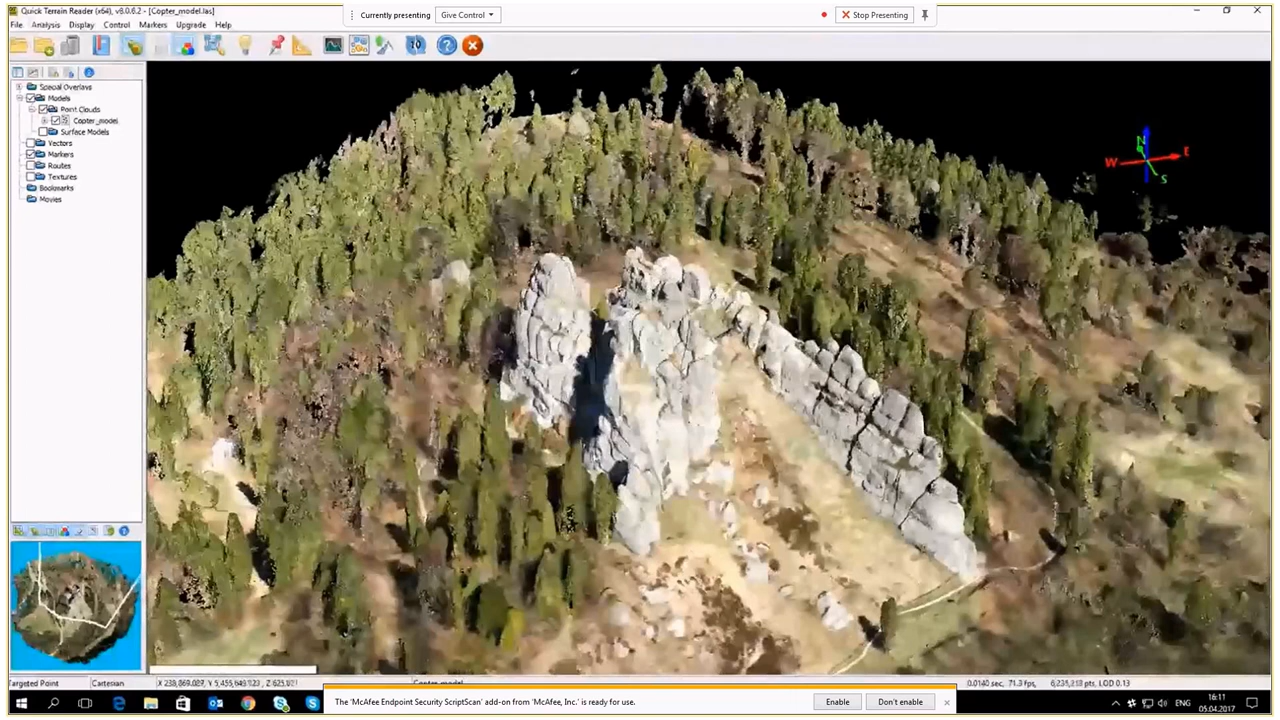 Quick Terrain Reader (x64), v8.0.6.2 - [Copter_model.las]
Currently presenting
Give Control
Stop Presenting
File Analysis Display Control Markers Upgrade Help
Special Overlays
Models
Point Clouds
Copter_model
Surface Models
Vectors
Markers
Routes
Textures
Bookmarks
Movies
N
W
E
S
Targeted Point
Cartesian
Copter_model
0.0140 sec, 71.3 fps
LOD 0.13
The 'McAfee Endpoint Security ScriptScan' add-on from 'McAfee, Inc.' is ready for use.
Enable
Don't enable
ENG
16:11
05.04.2017